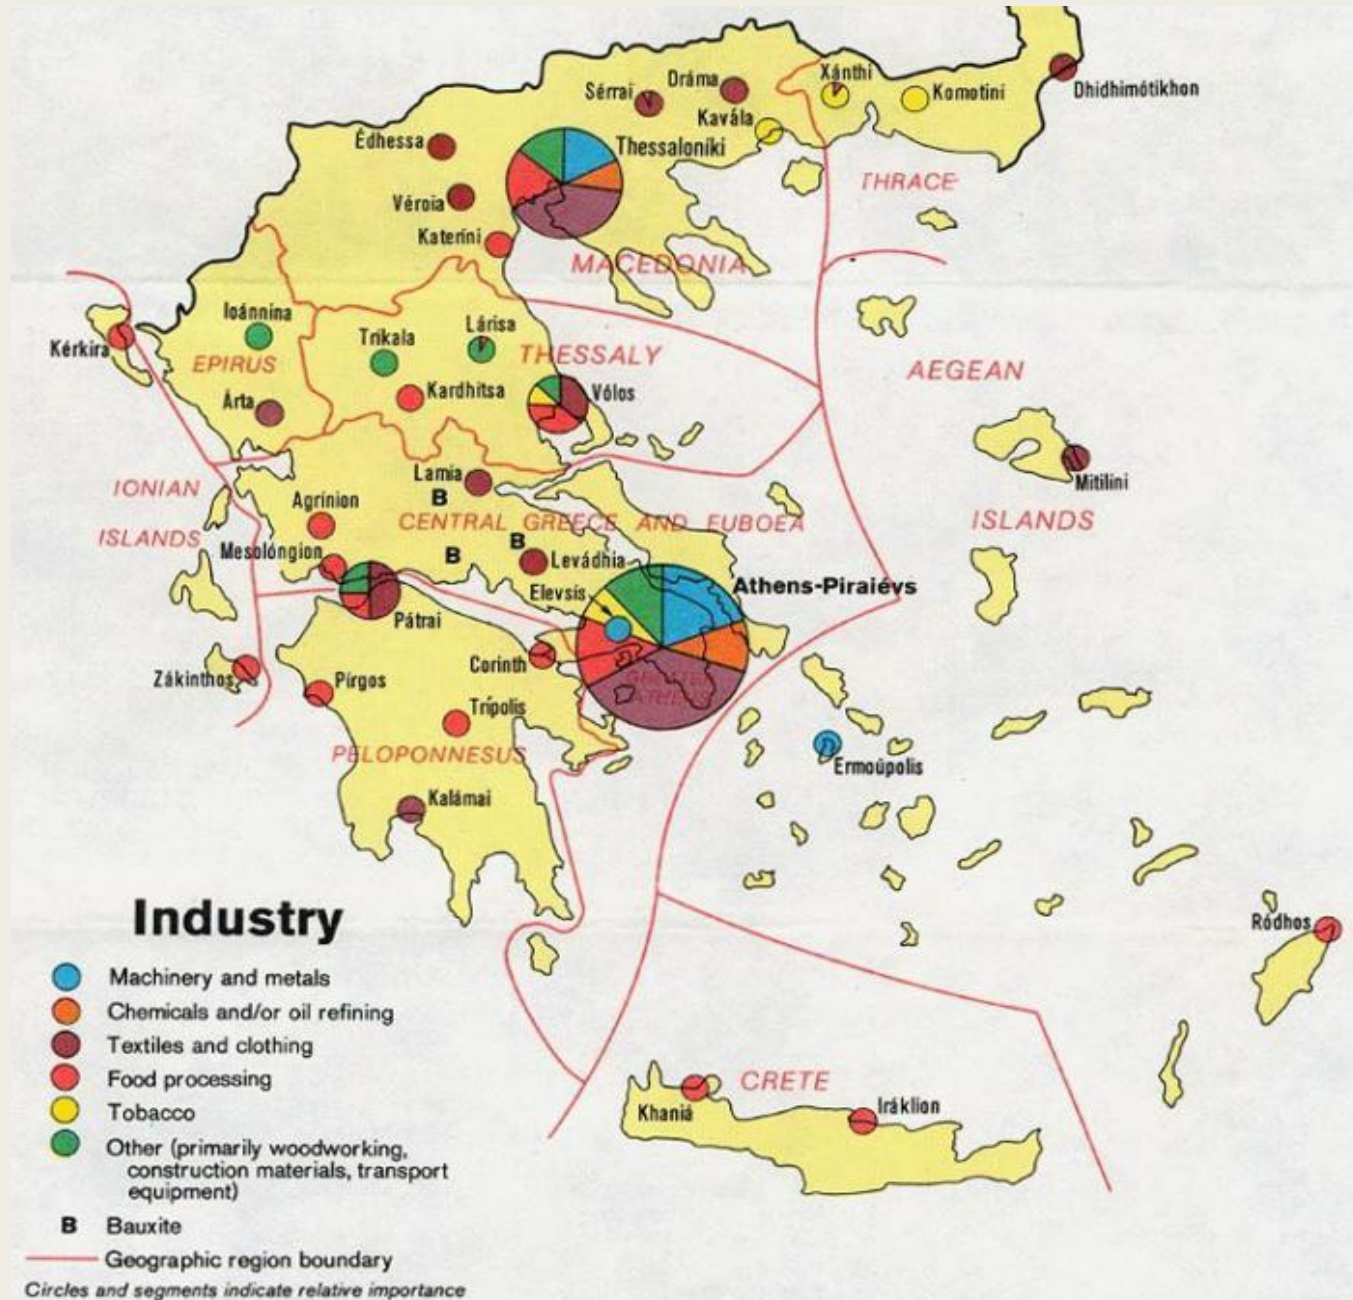 Xánthi
Dráma
Sérrai
Komotiní
Dhidhimótikhon
Kavála
Édhessa
Thessaloníki
THRACE
Véroia
Kateríni
MACEDONIA
Ioánnina
Kérkira
Tríkala
Lárisa
THESSALY
EPIRUS
AEGEAN
Kardhítsa
Vólos
Árta
Lamía
B
Mitilíni
IONIAN
Agrínion
CENTRAL GREECE AND EUBOEA
ISLANDS
ISLANDS
Mesolóngion
B
B
Levádhia
Elevsís
Athens-Piraiévs
Pátrai
Corinth
GREATER
ATHENS
Zákinthos
Pírgos
Trípolis
PELOPONNESUS
Ermoúpolis
Kalámai
Ródhos
CRETE
Khaniá
Iráklion
Industry
Machinery and metals
Chemicals and/or oil refining
Textiles and clothing
Food processing
Tobacco
Other (primarily woodworking,
construction materials, transport
equipment)
B Bauxite
Geographic region boundary
Circles and segments indicate relative importance